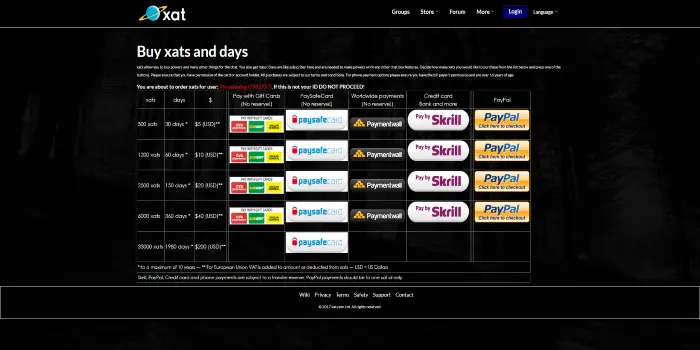 xat
Groups Store Forum More Login Language
Buy xats and days
xats allow you to buy powers and many other things for the chat. You also get days! Days are like subscriber time and are needed to make powers work and other chat box features. Decide how many xats you would like to purchase from the list below and press one of the
buttons. Please ensure that you have permission of the card or account holder. All purchases are subject to our terms and conditions. For phone payment options please ensure you have the bill payer's permission and are over 16 years of age.
You are about to order xats for user: If this is not your ID DO NOT PROCEED!
xats days $ Pay with Gift Cards (No reserve!) PaySafeCard (No reserve!) Worldwide payments (No reserve!) Credit card Bank and more PayPal
500 xats 30 days * $5 (USD)** PAY WITH GIFT CARDS paysafecard Paymentwall Pay by Skrill PayPal Click here to checkout
1200 xats 60 days * $10 (USD)** PAY WITH GIFT CARDS paysafecard Paymentwall Pay by Skrill PayPal Click here to checkout
2500 xats 150 days * $20 (USD)** PAY WITH GIFT CARDS paysafecard Paymentwall Pay by Skrill PayPal Click here to checkout
6000 xats 360 days * $40 (USD)** PAY WITH GIFT CARDS paysafecard Paymentwall Pay by Skrill PayPal Click here to checkout
33000 xats 1980 days * $200 (USD)** paysafecard
* to a maximum of 10 years — ** For European Union VAT is added to amount or deducted from xats — USD = US Dollars
Skrill, PayPal, Credit card and phone payments are subject to a transfer reserve. PayPal payments should be to one xat id only.
Wiki Privacy Terms Safety Support Contact
© 2017 xat.com Ltd. All rights reserved